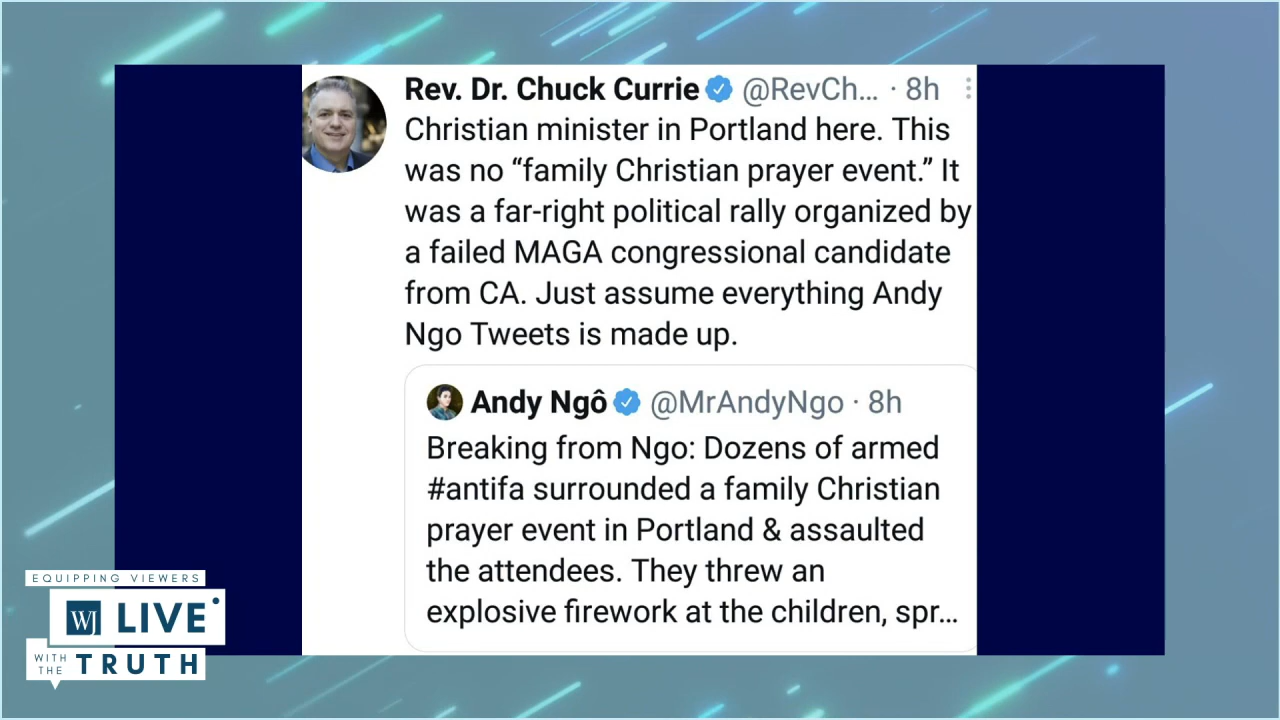 Rev. Dr. Chuck Currie @RevCh... · 8h
Christian minister in Portland here. This
was no “family Christian prayer event.” It
was a far-right political rally organized by
a failed MAGA congressional candidate
from CA. Just assume everything Andy
Ngo Tweets is made up.
Andy Ngô @MrAndyNgo · 8h
Breaking from Ngo: Dozens of armed
#antifa surrounded a family Christian
prayer event in Portland & assaulted
the attendees. They threw an
explosive firework at the children, spr...
EQUIPPING VIEWERS
WJ LIVE
WITH THE TRUTH